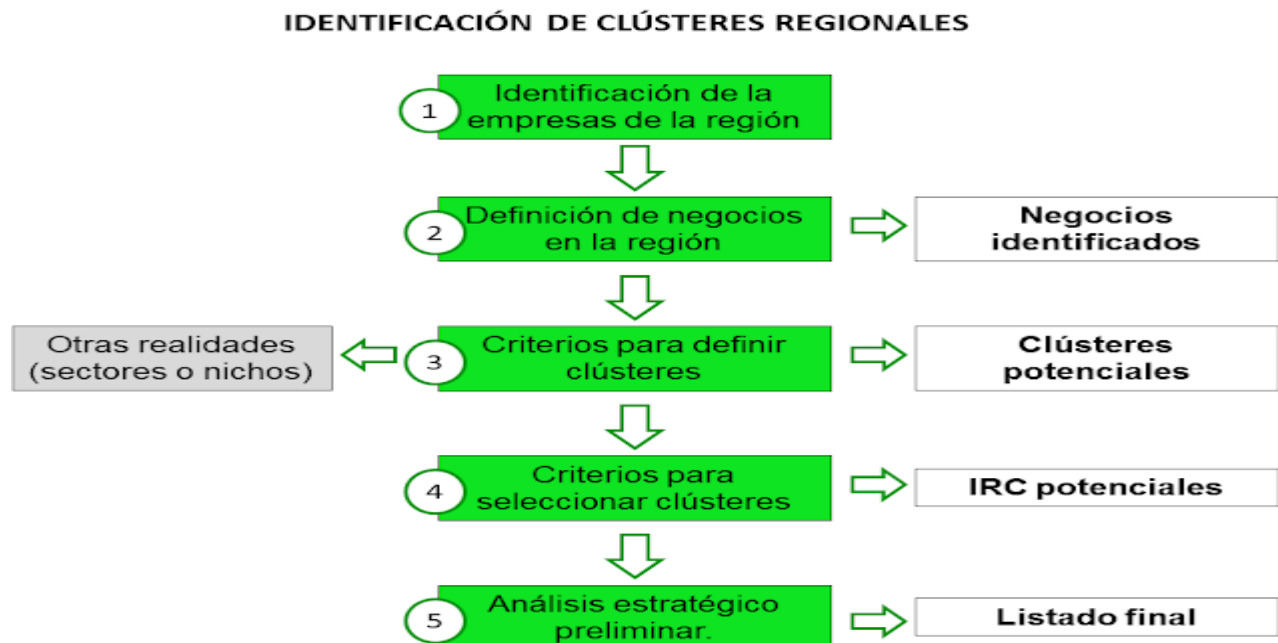 IDENTIFICACIÓN DE CLÚSTERES REGIONALES
1
Identificación de la
empresas de la región
2
Definición de negocios
en la región
Negocios
identificados
Otras realidades
(sectores o nichos)
3
Criterios para definir
clústeres
Clústeres
potenciales
4
Criterios para
seleccionar clústeres
IRC potenciales
5
Análisis estratégico
preliminar.
Listado final